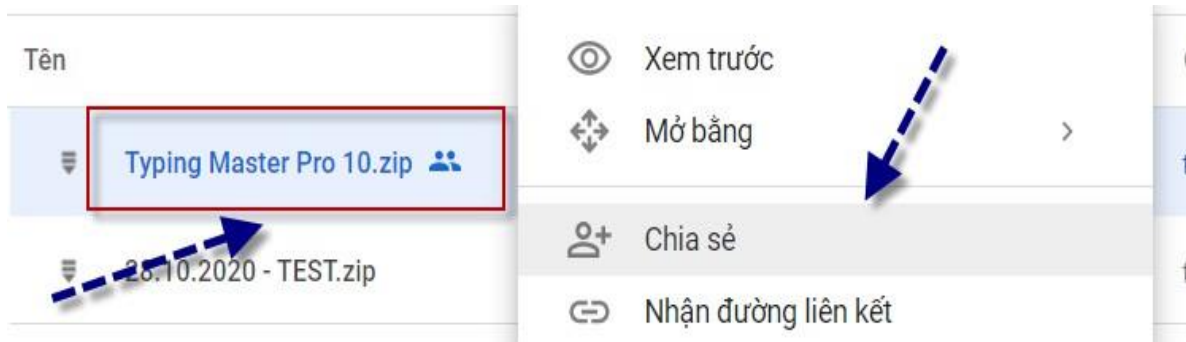 Tên
Typing Master Pro 10.zip
28.10.2020 - TEST.zip
Xem trước
Mở bằng
Chia sẻ
Nhận đường liên kết